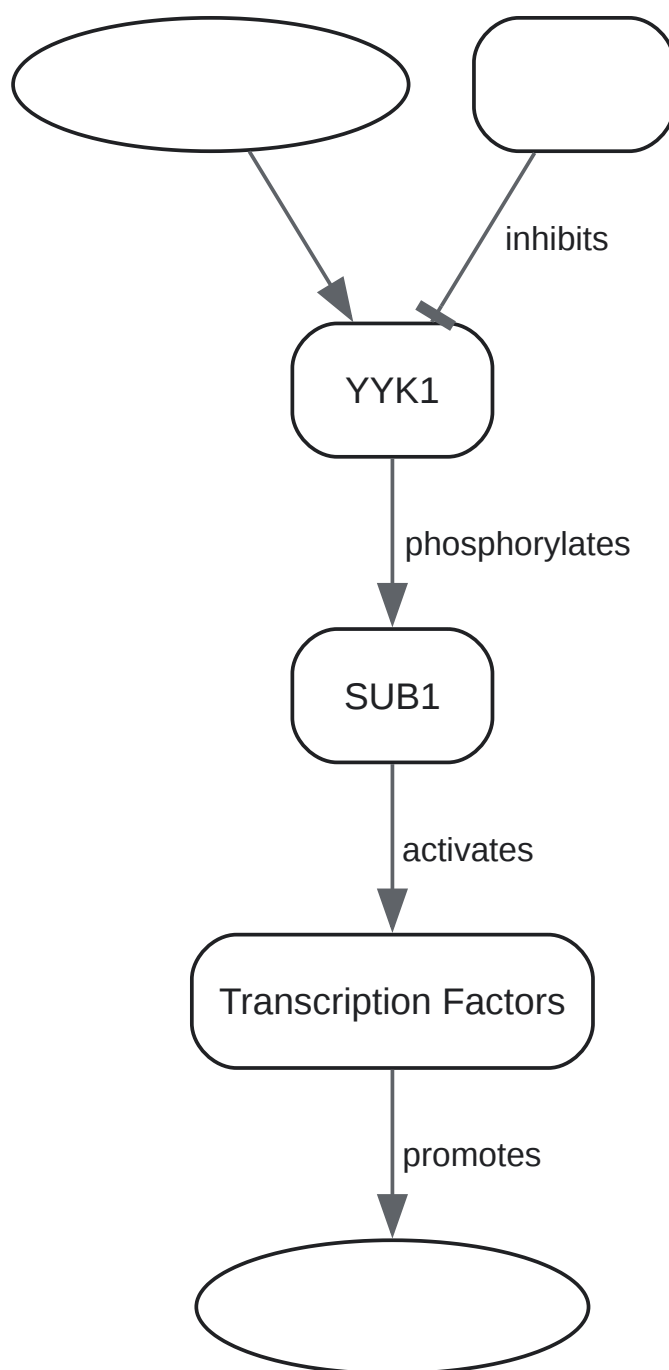 inhibits
YYK1
phosphorylates
SUB1
activates
Transcription Factors
promotes